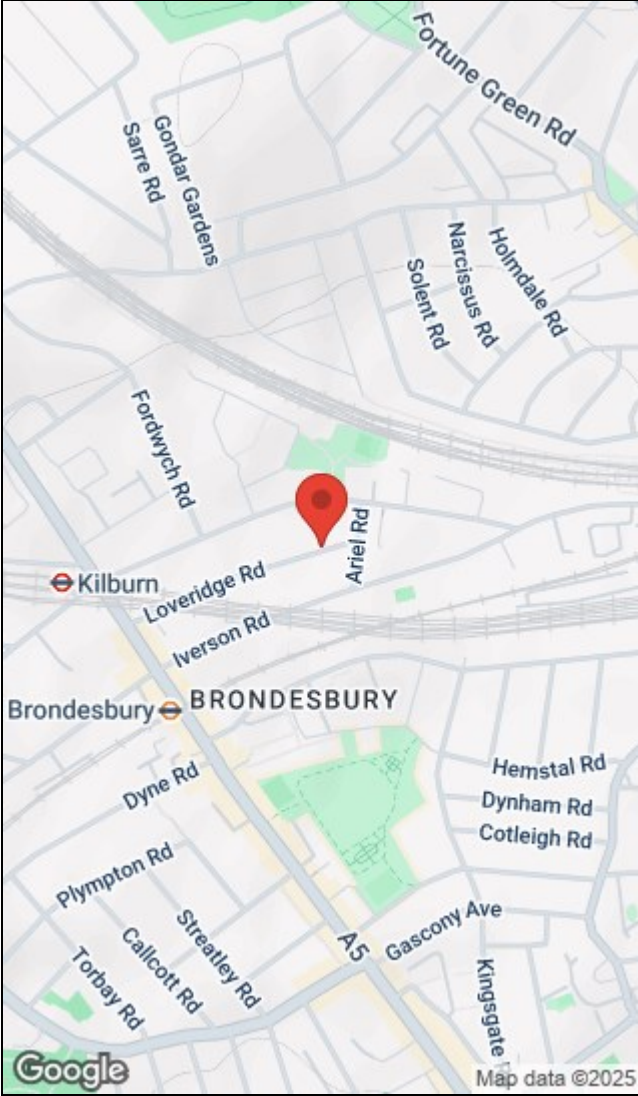 Fortune Green Rd
Gondar Gardens
Sarre Rd
Holmdale Rd
Narcissus Rd
Solent Rd
Fordwych Rd
Ariel Rd
Kilburn
Loveridge Rd
Iverson Rd
Brondesbury
BRONDESBURY
Hemstal Rd
Dyne Rd
Dynham Rd
Cotleigh Rd
Plympton Rd
Streatley Rd
Gascony Ave
A5
Callcott Rd
Torbay Rd
Kingsgate
Google
Map data ©2025